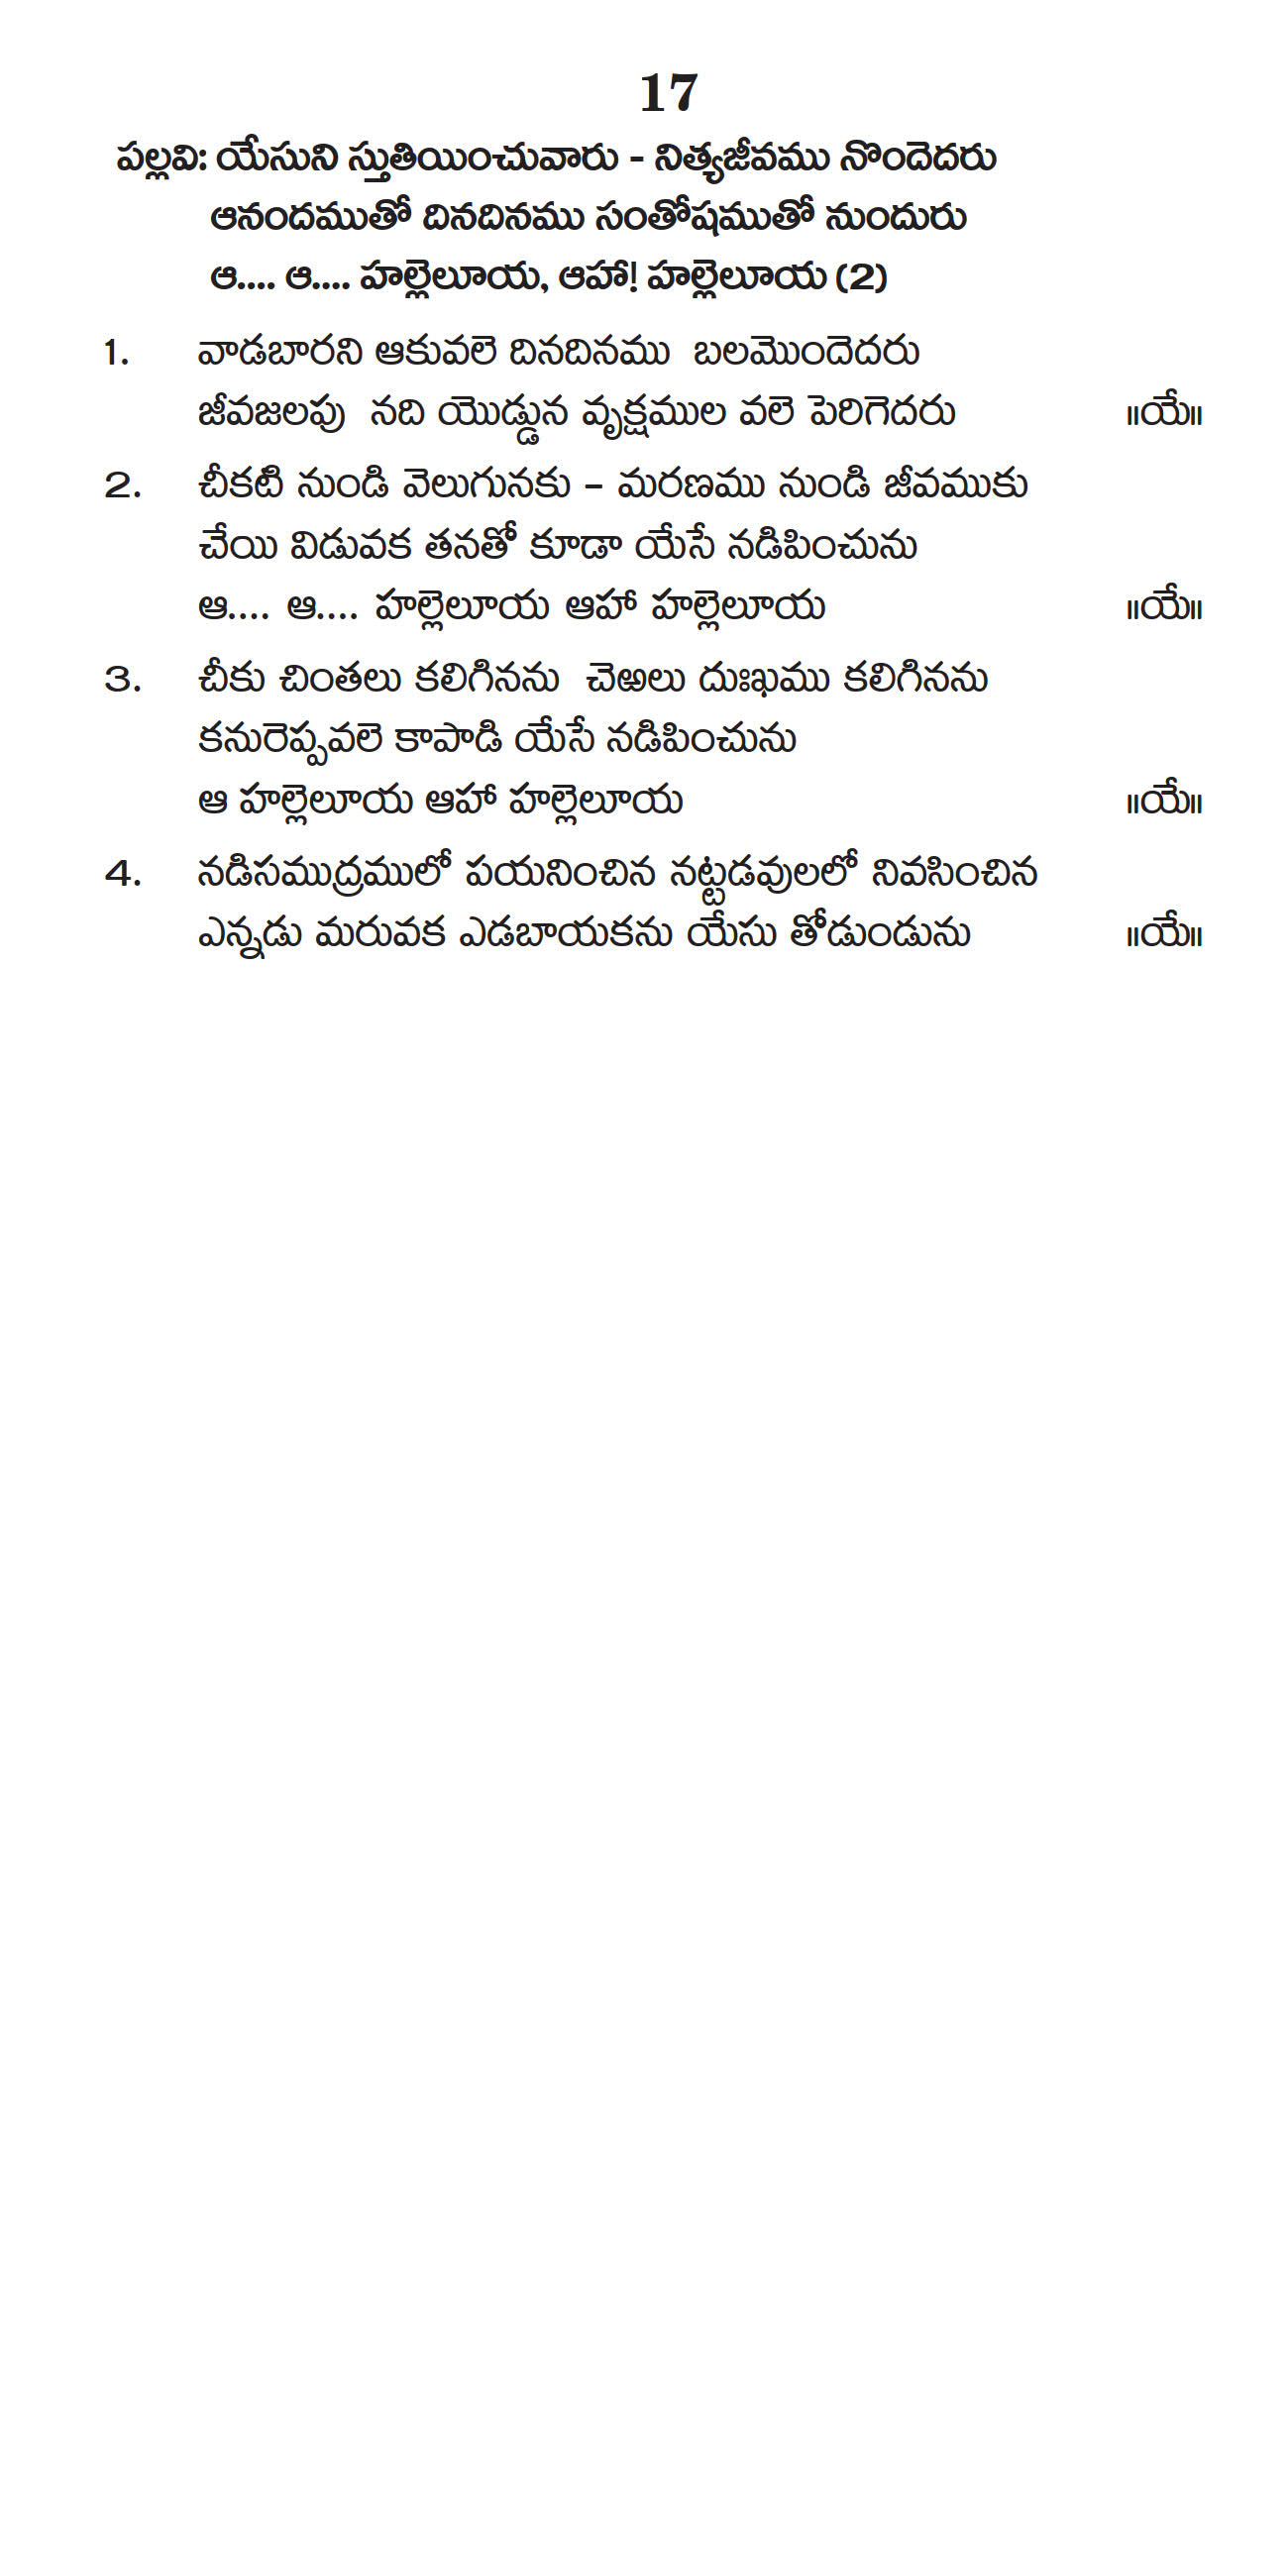 17
పల్లవి: యేసుని స్తుతియించువారు - నిత్యజీవము నొందెదరు
ఆనందముతో దినదినము సంతోషముతో నుందురు
ఆ.... ఆ.... హల్లెలూయ, ఆహా! హల్లెలూయ (2)
1. వాడబారని ఆకువలె దినదినము బలమొందెదరు
జీవజలపు నది యొడ్డున వృక్షముల వలె పెరిగెదరు ॥యే॥
2. చీకటి నుండి వెలుగునకు - మరణము నుండి జీవముకు
చేయి విడువక తనతో కూడా యేసే నడిపించును
ఆ.... ఆ.... హల్లెలూయ ఆహా హల్లెలూయ ॥యే॥
3. చీకు చింతలు కలిగినను చెఱలు దుఃఖము కలిగినను
కనురెప్పవలె కాపాడి యేసే నడిపించును
ఆ హల్లెలూయ ఆహా హల్లెలూయ ॥యే॥
4. నడిసముద్రములో పయనించిన నట్టడవులలో నివసించిన
ఎన్నడు మరువక ఎడబాయకను యేసు తోడుండును ॥యే॥